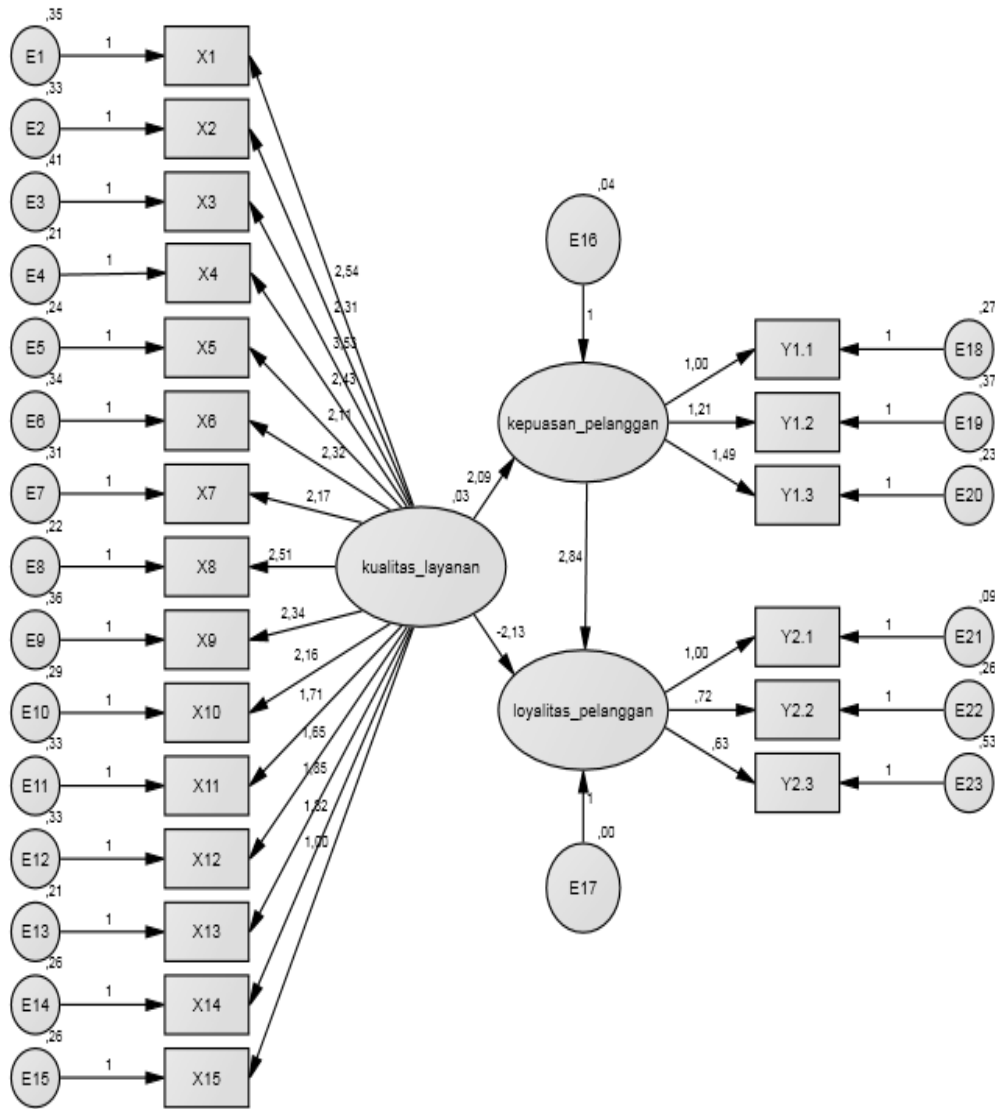 ,35
E1
1
X1
,33
E2
1
X2
,41
E3
1
X3
,21
E4
1
X4
,24
E5
1
X5
,34
E6
1
X6
,31
E7
1
X7
,22
E8
1
X8
,36
E9
1
X9
,29
E10
1
X10
,33
E11
1
X11
,33
E12
1
X12
,21
E13
1
X13
,26
E14
1
X14
,26
E15
1
X15
2,54
2,31
3,53
2,43
2,11
2,32
2,17
2,51
2,34
2,16
1,71
1,65
1,85
1,82
1,00
,03
kualitas_layanan
2,09
-2,13
,04
E16
1
kepuasan_pelanggan
2,84
loyalitas_pelanggan
1
,00
E17
1,00
1,21
1,49
Y1.1
1
,27
E18
Y1.2
1
,37
E19
Y1.3
1
,23
E20
1,00
,72
,63
Y2.1
1
,09
E21
Y2.2
1
,26
E22
Y2.3
1
,53
E23